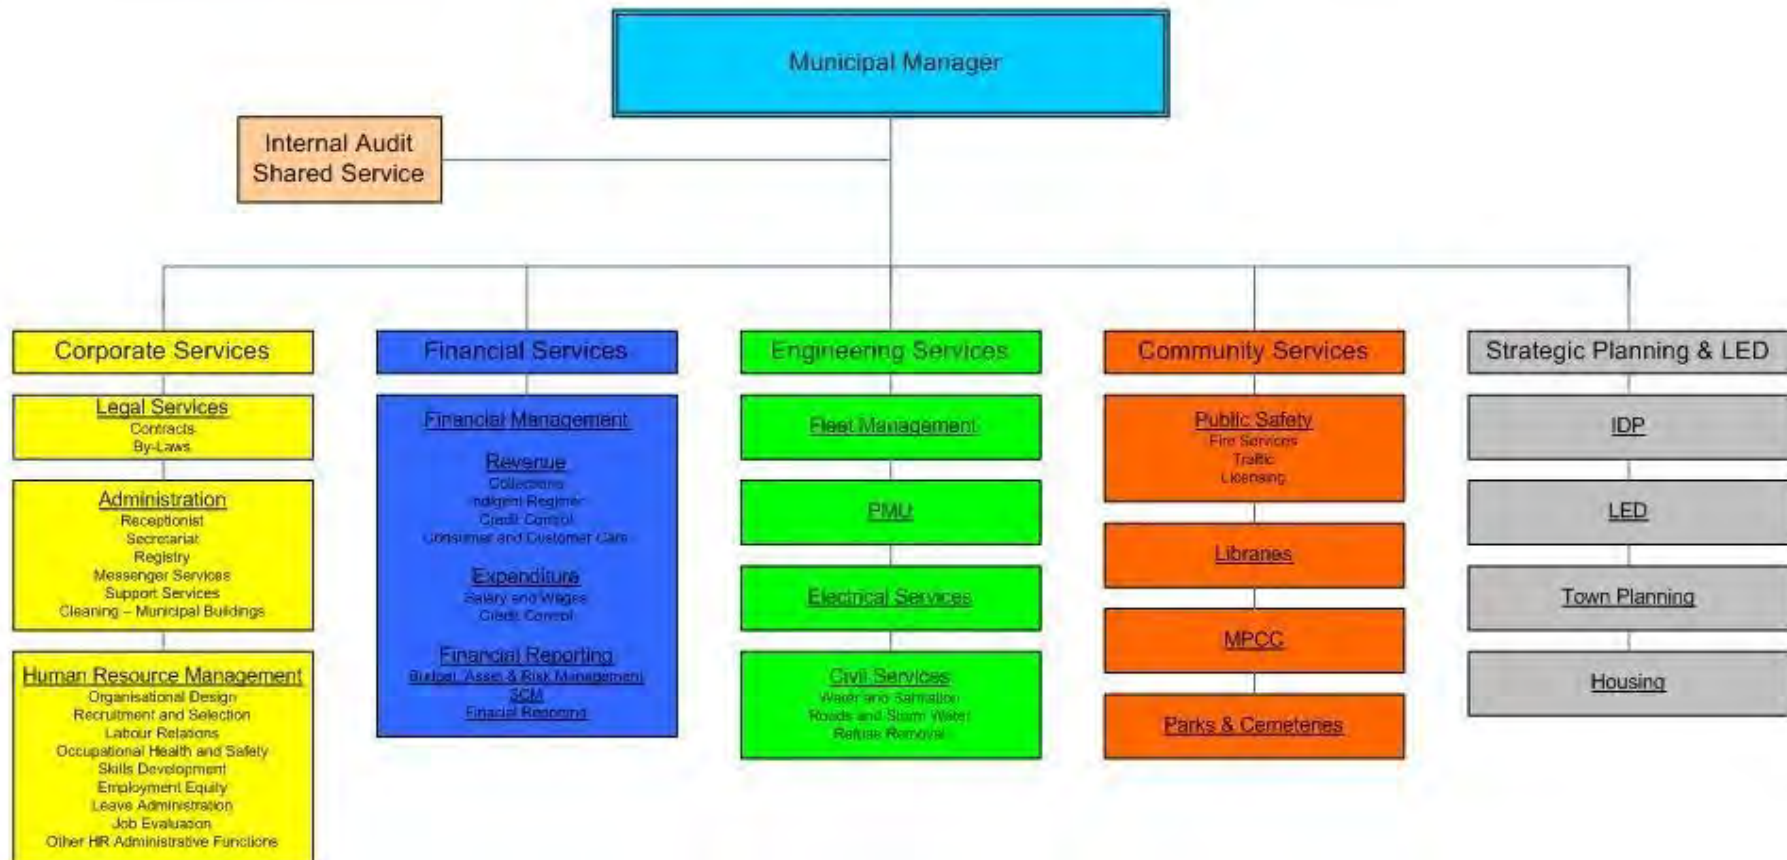 Municipal Manager
Internal Audit
Shared Service
Corporate Services
Legal Services
Contracts
By-Laws
Administration
Receptionist
Secretariat
Registry
Messenger Services
Support Services
Cleaning – Municipal Buildings
Human Resource Management
Organisational Design
Recruitment and Selection
Labour Relations
Occupational Health and Safety
Skills Development
Employment Equity
Leave Administration
Job Evaluation
Other HR Administrative Functions
Financial Services
Financial Management
Revenue
Collections
Indigent Register
Credit Control
Consumer and Customer Care
Expenditure
Salary and Wages
Credit Control
Financial Reporting
Budget, Asset & Risk Management
SCM
Finacial Reporting
Engineering Services
Fleet Management
PMU
Electrical Services
Civil Services
Water and Sanitation
Roads and Storm Water
Refuse Removal
Community Services
Public Safety
Fire Services
Traffic
Licensing
Libraries
MPCC
Parks & Cemeteries
Strategic Planning & LED
IDP
LED
Town Planning
Housing